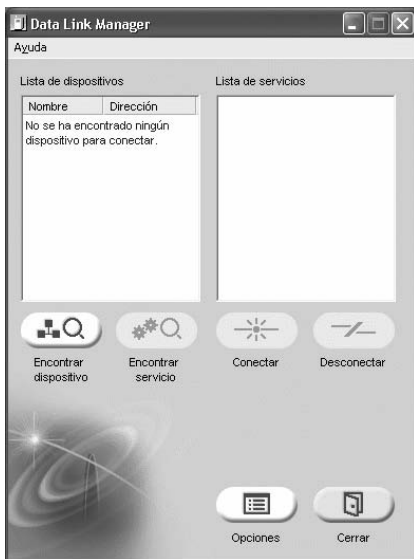 Data Link Manager
Ayuda
Lista de dispositivos
Lista de servicios
Nombre Dirección
No se ha encontrado ningún
dispositivo para conectar.
Encontrar
dispositivo
Encontrar
servicio
Conectar
Desconectar
Opciones
Cerrar